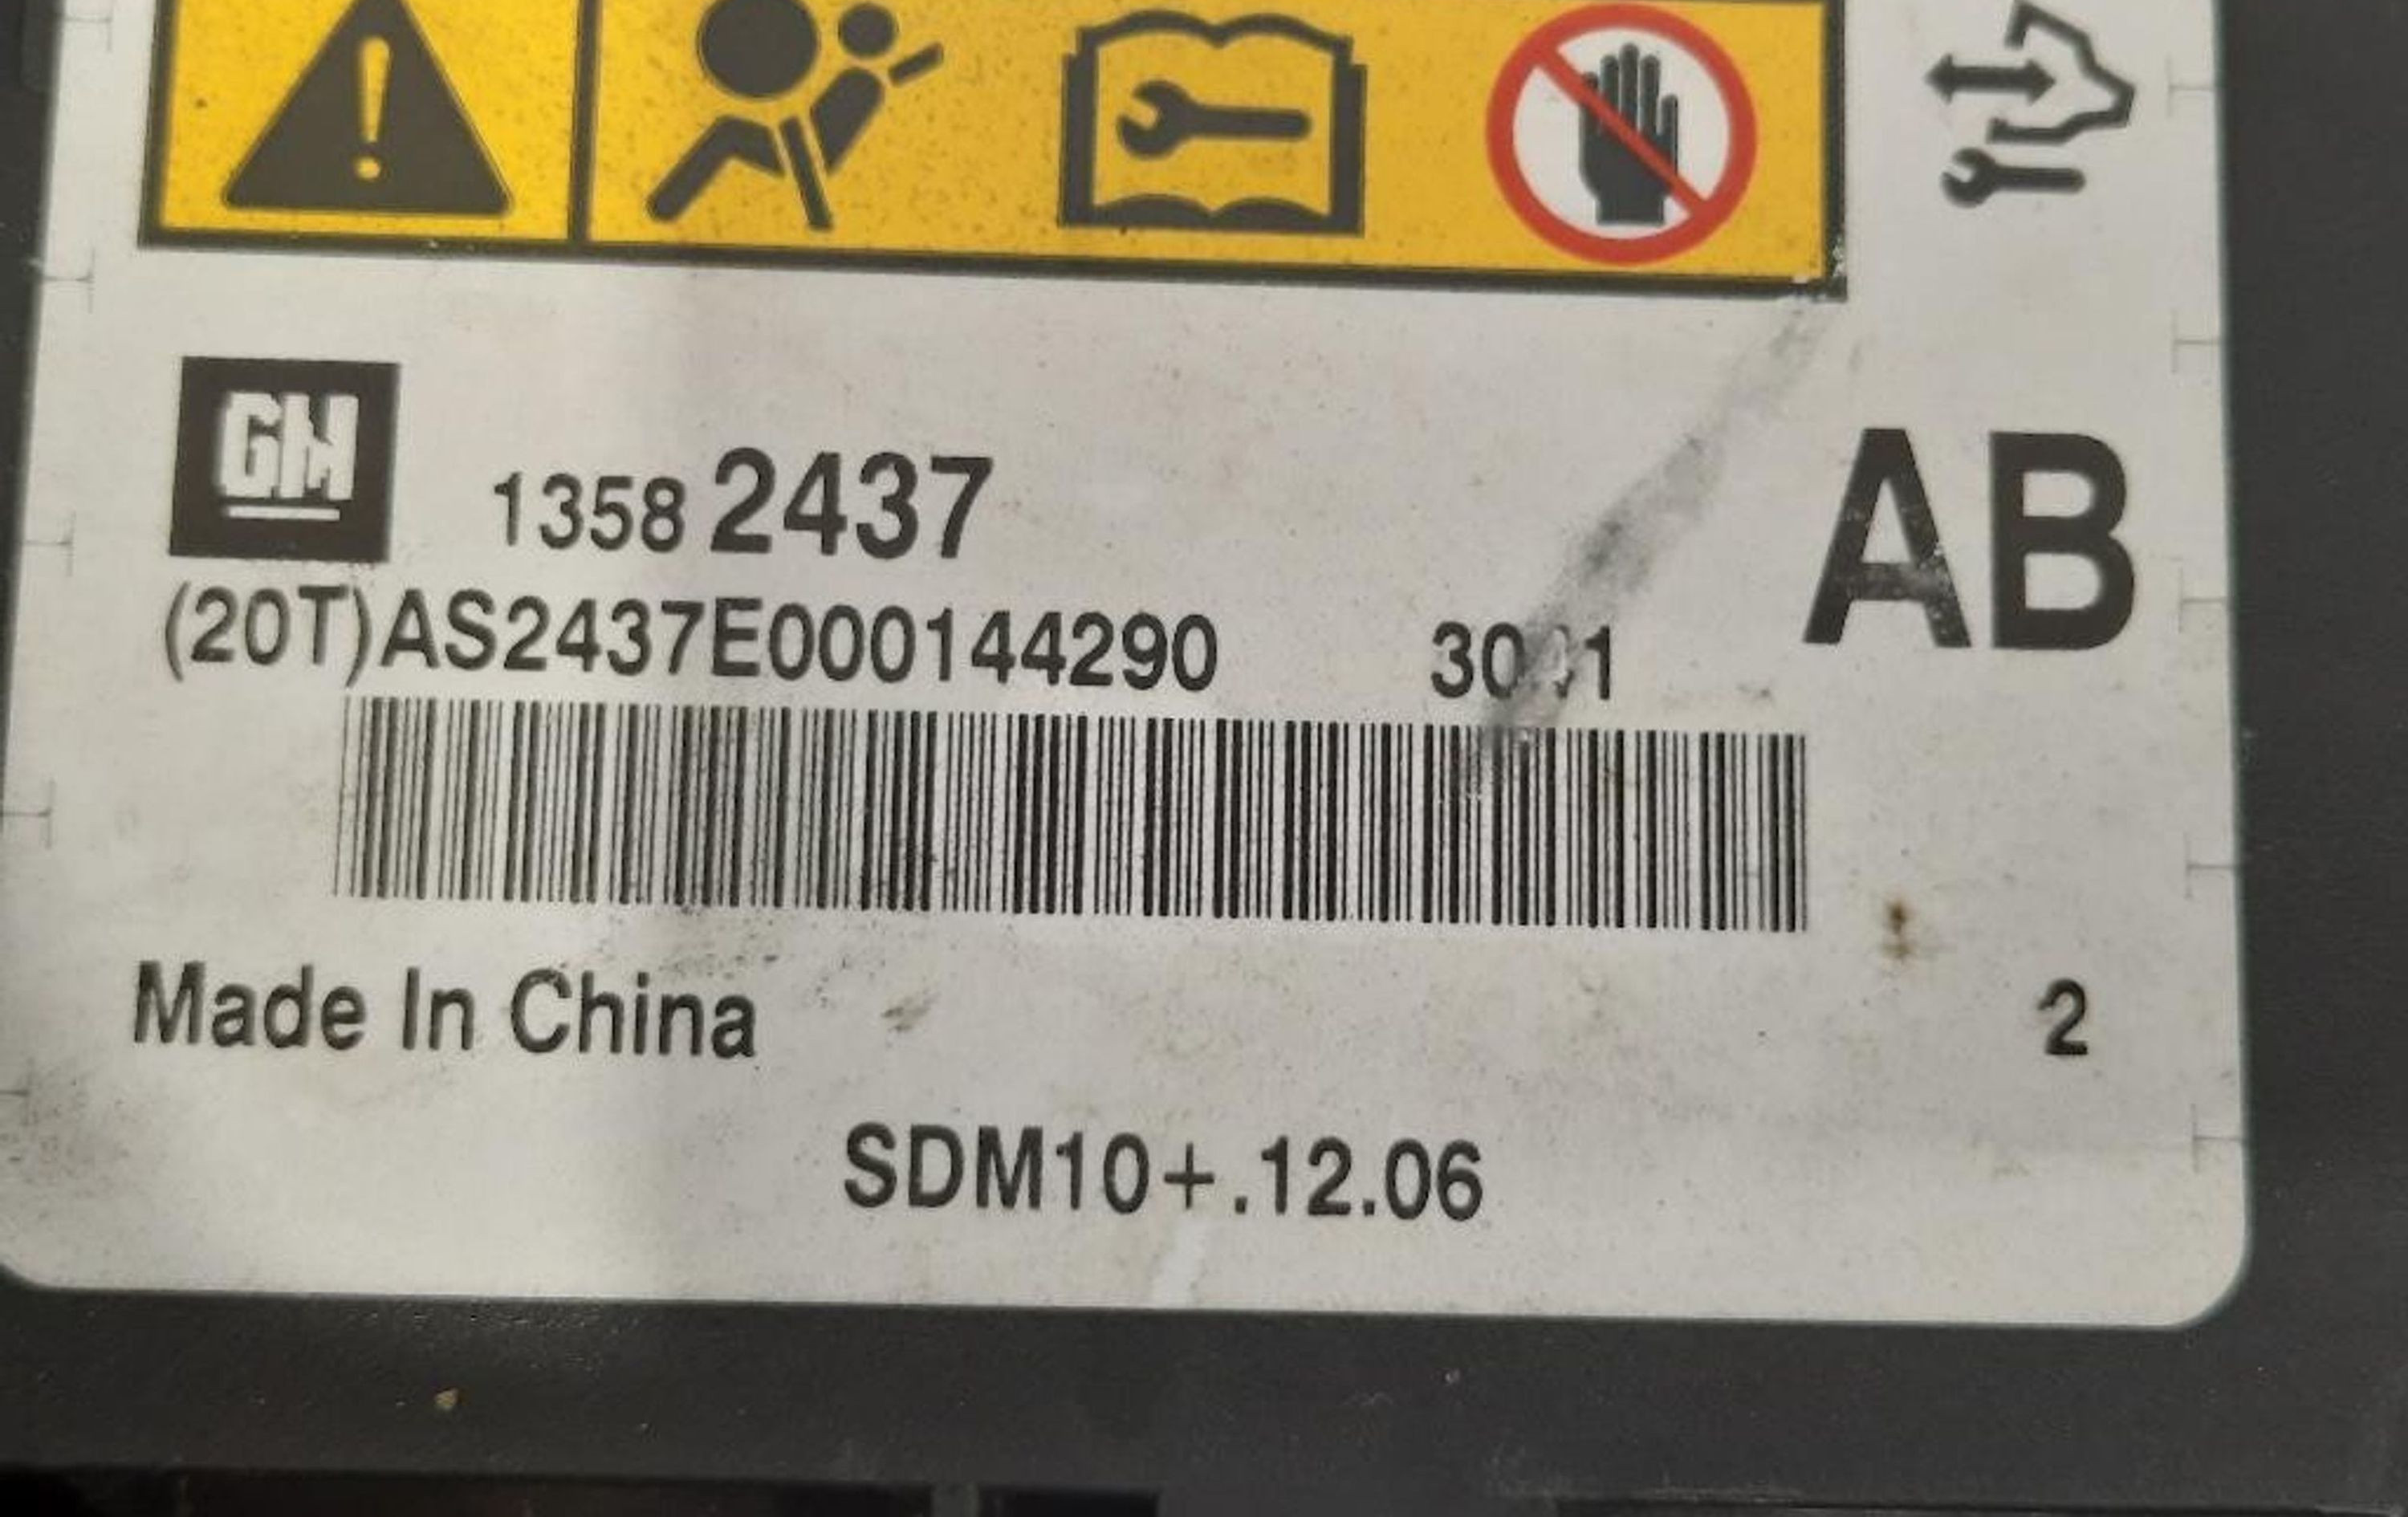 GM
1358 2437
AB
(20T)AS2437E000144290
Made In China
2
SDM10+.12.06